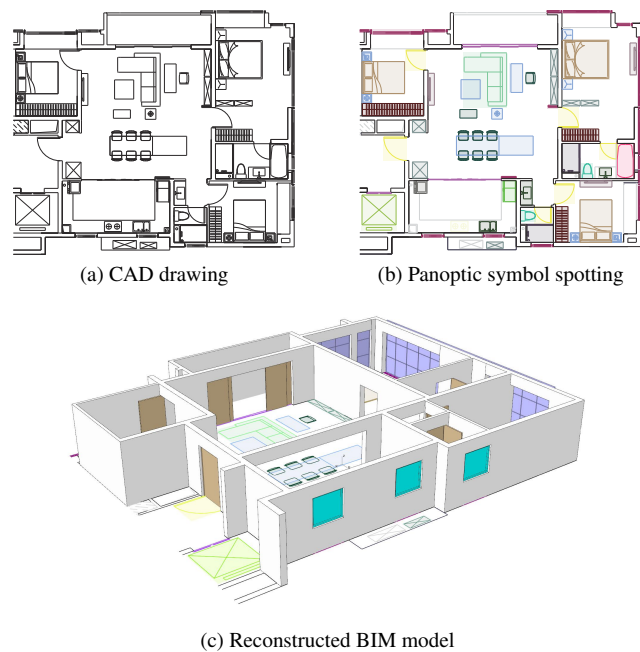 (a) CAD drawing
(b) Panoptic symbol spotting
(c) Reconstructed BIM model